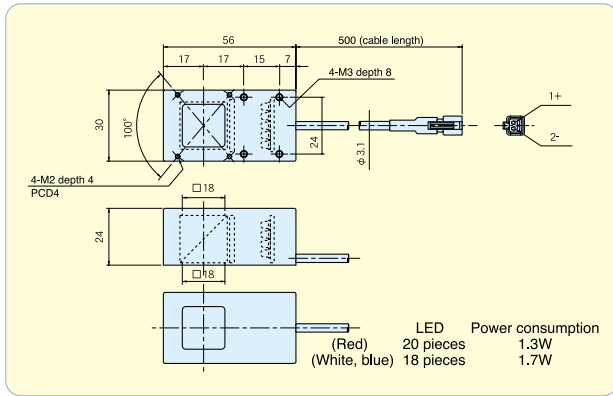 56
500 (cable length)
17
17
15
7
4-M3 depth 8
1+
30
100°
24
φ3.1
2-
4-M2 depth 4
PCD4
□18
24
□18
LED Power consumption
(Red) 20 pieces 1.3W
(White, blue) 18 pieces 1.7W